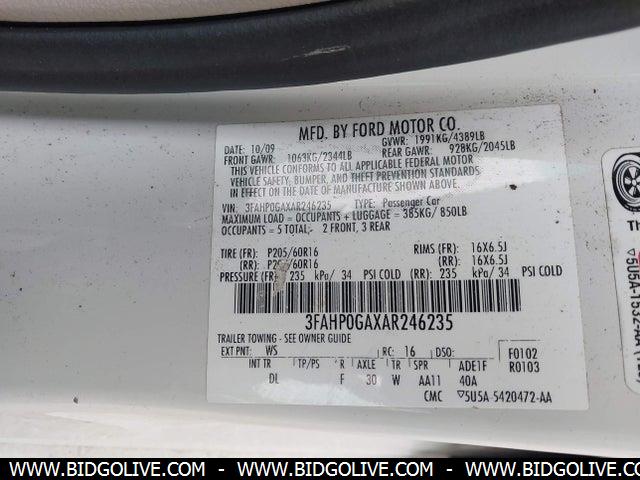 MFD. BY FORD MOTOR CO.
DATE: 10/09 GVWR: 1991KG/4389LB
FRONT GAWR: 1063KG/2344LB REAR GAWR: 928KG/2045LB
THIS VEHICLE CONFORMS TO ALL APPLICABLE FEDERAL MOTOR
VEHICLE SAFETY, BUMPER, AND THEFT PREVENTION STANDARDS
IN EFFECT ON THE DATE OF MANUFACTURE SHOWN ABOVE.
VIN: 3FAHP0GAXAR246235 TYPE: Passenger Car
MAXIMUM LOAD = OCCUPANTS + LUGGAGE = 385KG/ 850LB
OCCUPANTS = 5 TOTAL;- 2 FRONT, 3 REAR
TIRE (FR): P205/60R16 RIMS (FR): 16X6.5J
(RR): P205/60R16 (RR): 16X6.5J
PRESSURE (FR): 235 kPa/ 34 PSI COLD (RR): 235 kPa/ 34 PSI COLD
3FAHP0GAXAR246235
TRAILER TOWING - SEE OWNER GUIDE
EXT PNT: WS RC: 16 DSO: F0102
INT TR TP/PS R AXLE TR SPR ADE1F R0103
DL F 30 W AA11 40A
CMC ▽5U5A-5420472-AA
Th
WWW.BIDGOLIVE.COM - WWW.BIDGOLIVE.COM - WWW.BIDGOLIVE.COM